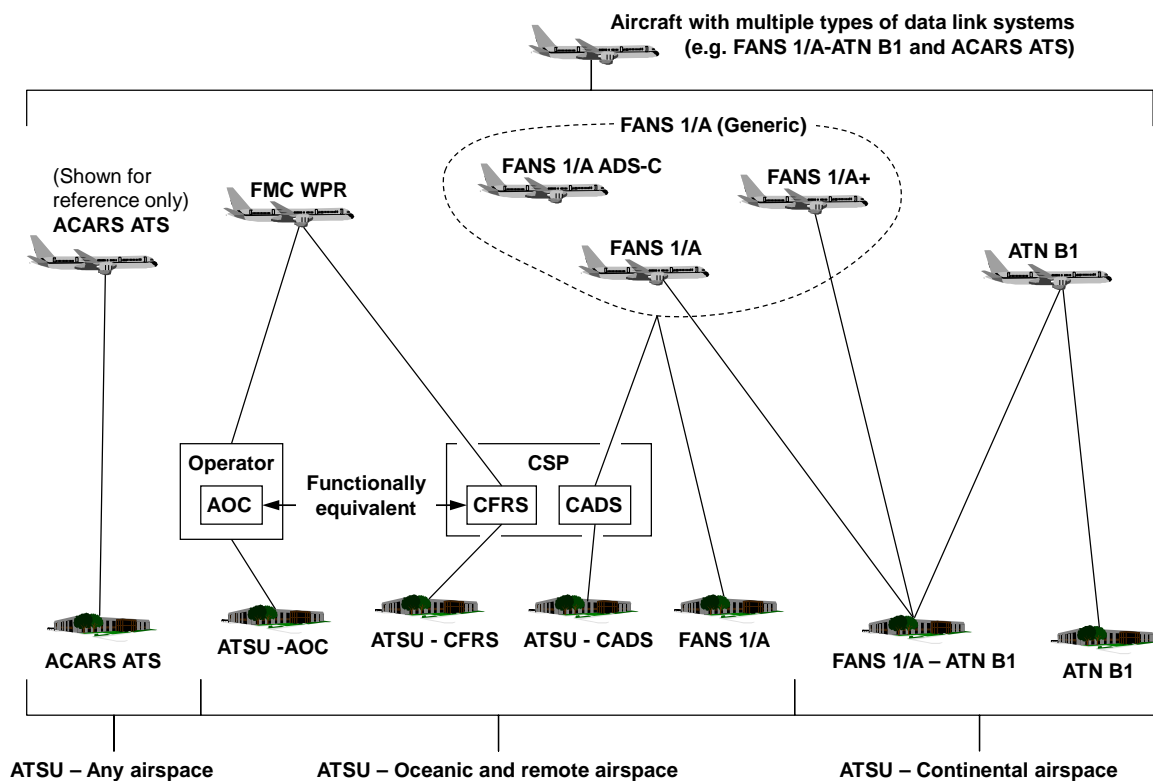 Aircraft with multiple types of data link systems
(e.g. FANS 1/A-ATN B1 and ACARS ATS)
FANS 1/A (Generic)
(Shown for
reference only)
ACARS ATS
FMC WPR
FANS 1/A ADS-C
FANS 1/A+
FANS 1/A
ATN B1
Operator
AOC
Functionally
equivalent
CSP
CFRS
CADS
ACARS ATS
ATSU -AOC
ATSU - CFRS
ATSU - CADS
FANS 1/A
FANS 1/A – ATN B1
ATN B1
ATSU – Any airspace
ATSU – Oceanic and remote airspace
ATSU – Continental airspace